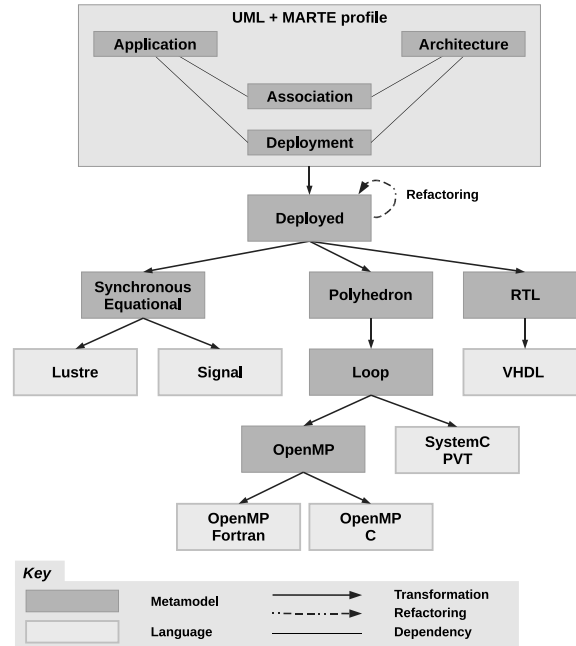 UML + MARTE profile
Application
Architecture
Association
Deployment
Deployed
Refactoring
Synchronous
Equational
Polyhedron
RTL
Lustre
Signal
Loop
VHDL
OpenMP
SystemC
PVT
OpenMP
Fortran
OpenMP
C
Key
Metamodel
Transformation
Refactoring
Language
Dependency